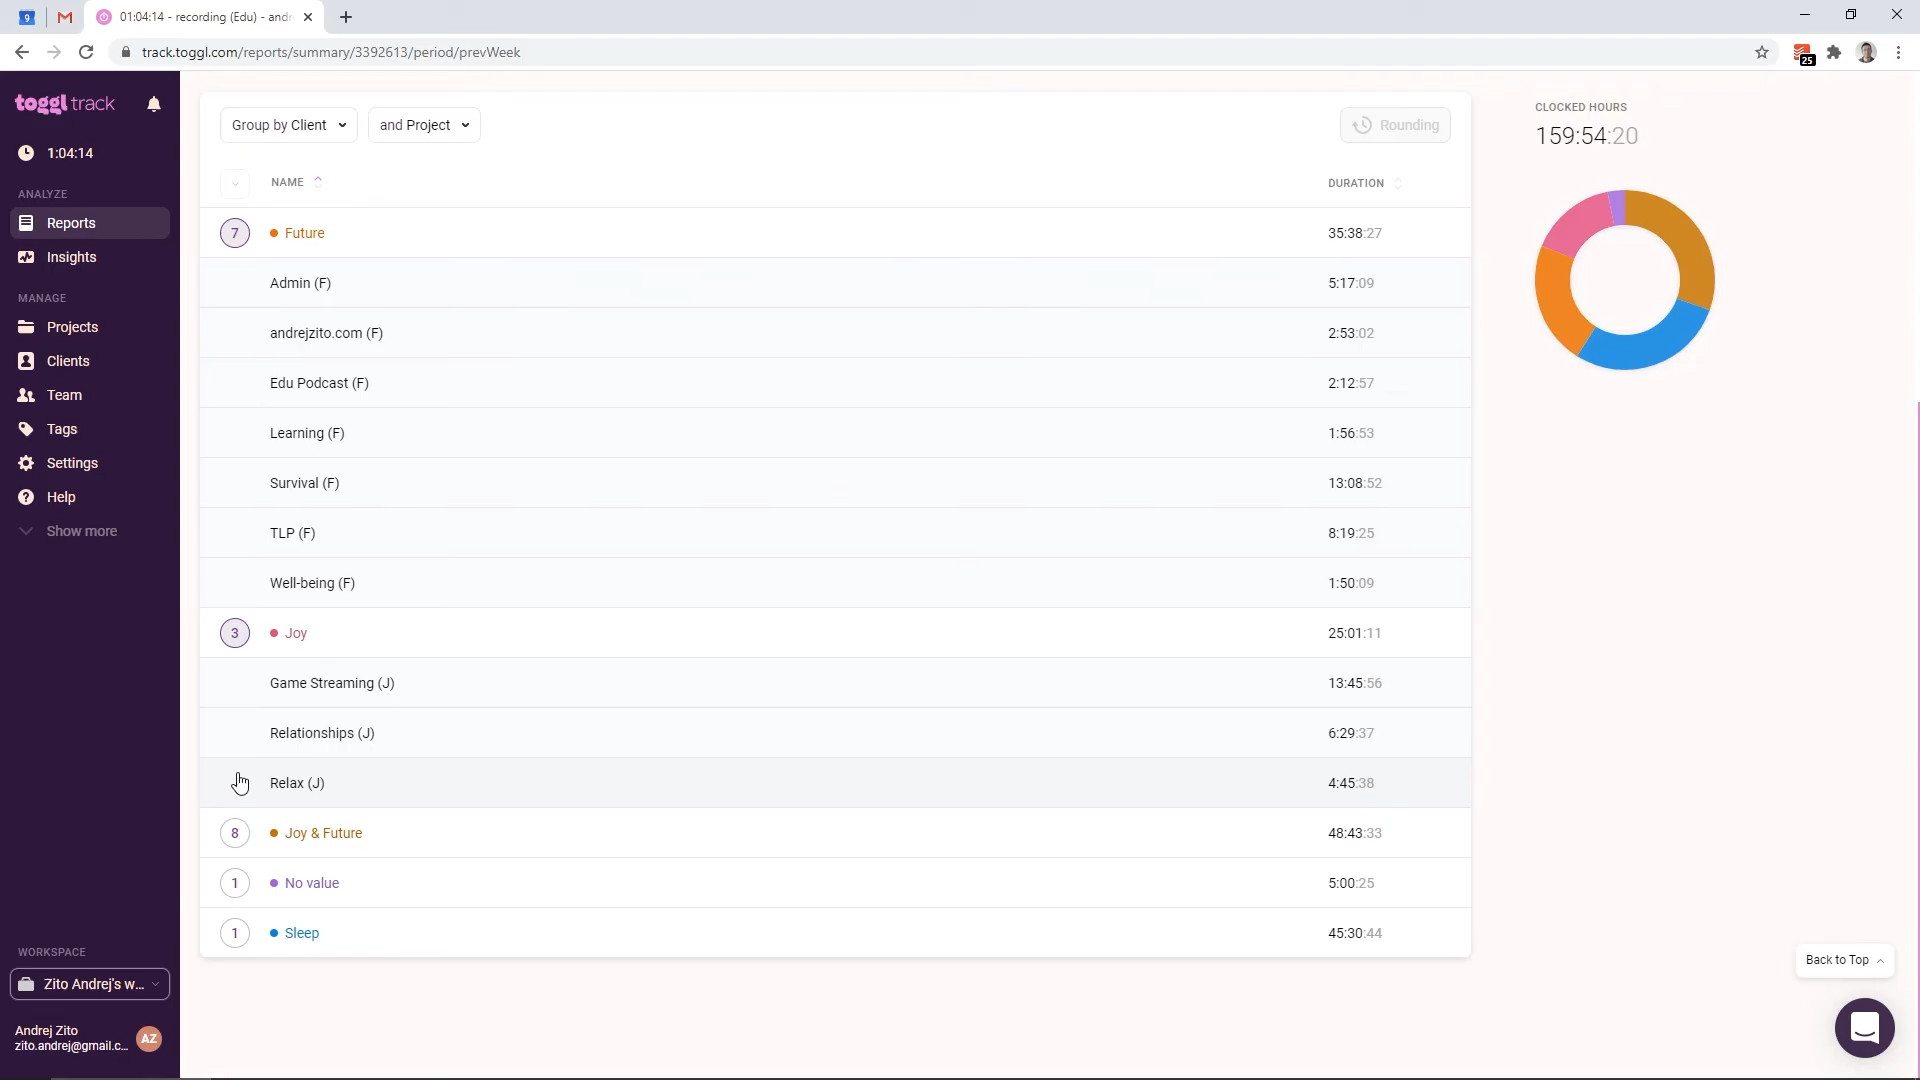 9
01:04:14 - recording (Edu) - andre
track.toggl.com/reports/summary/3392613/period/prevWeek
25
toggl track
1:04:14
ANALYZE
Reports
Insights
MANAGE
Projects
Clients
Team
Tags
Settings
Help
Show more
WORKSPACE
Zito Andrej's w...
Andrej Zito
zito.andrej@gmail.c...
AZ
Group by Client and Project
Rounding
NAME DURATION
7 Future 35:38:27
Admin (F) 5:17:09
andrejzito.com (F) 2:53:02
Edu Podcast (F) 2:12:57
Learning (F) 1:56:53
Survival (F) 13:08:52
TLP (F) 8:19:25
Well-being (F) 1:50:09
3 Joy 25:01:11
Game Streaming (J) 13:45:56
Relationships (J) 6:29:37
Relax (J) 4:45:38
8 Joy & Future 48:43:33
1 No value 5:00:25
1 Sleep 45:30:44
CLOCKED HOURS
159:54:20
Back to Top